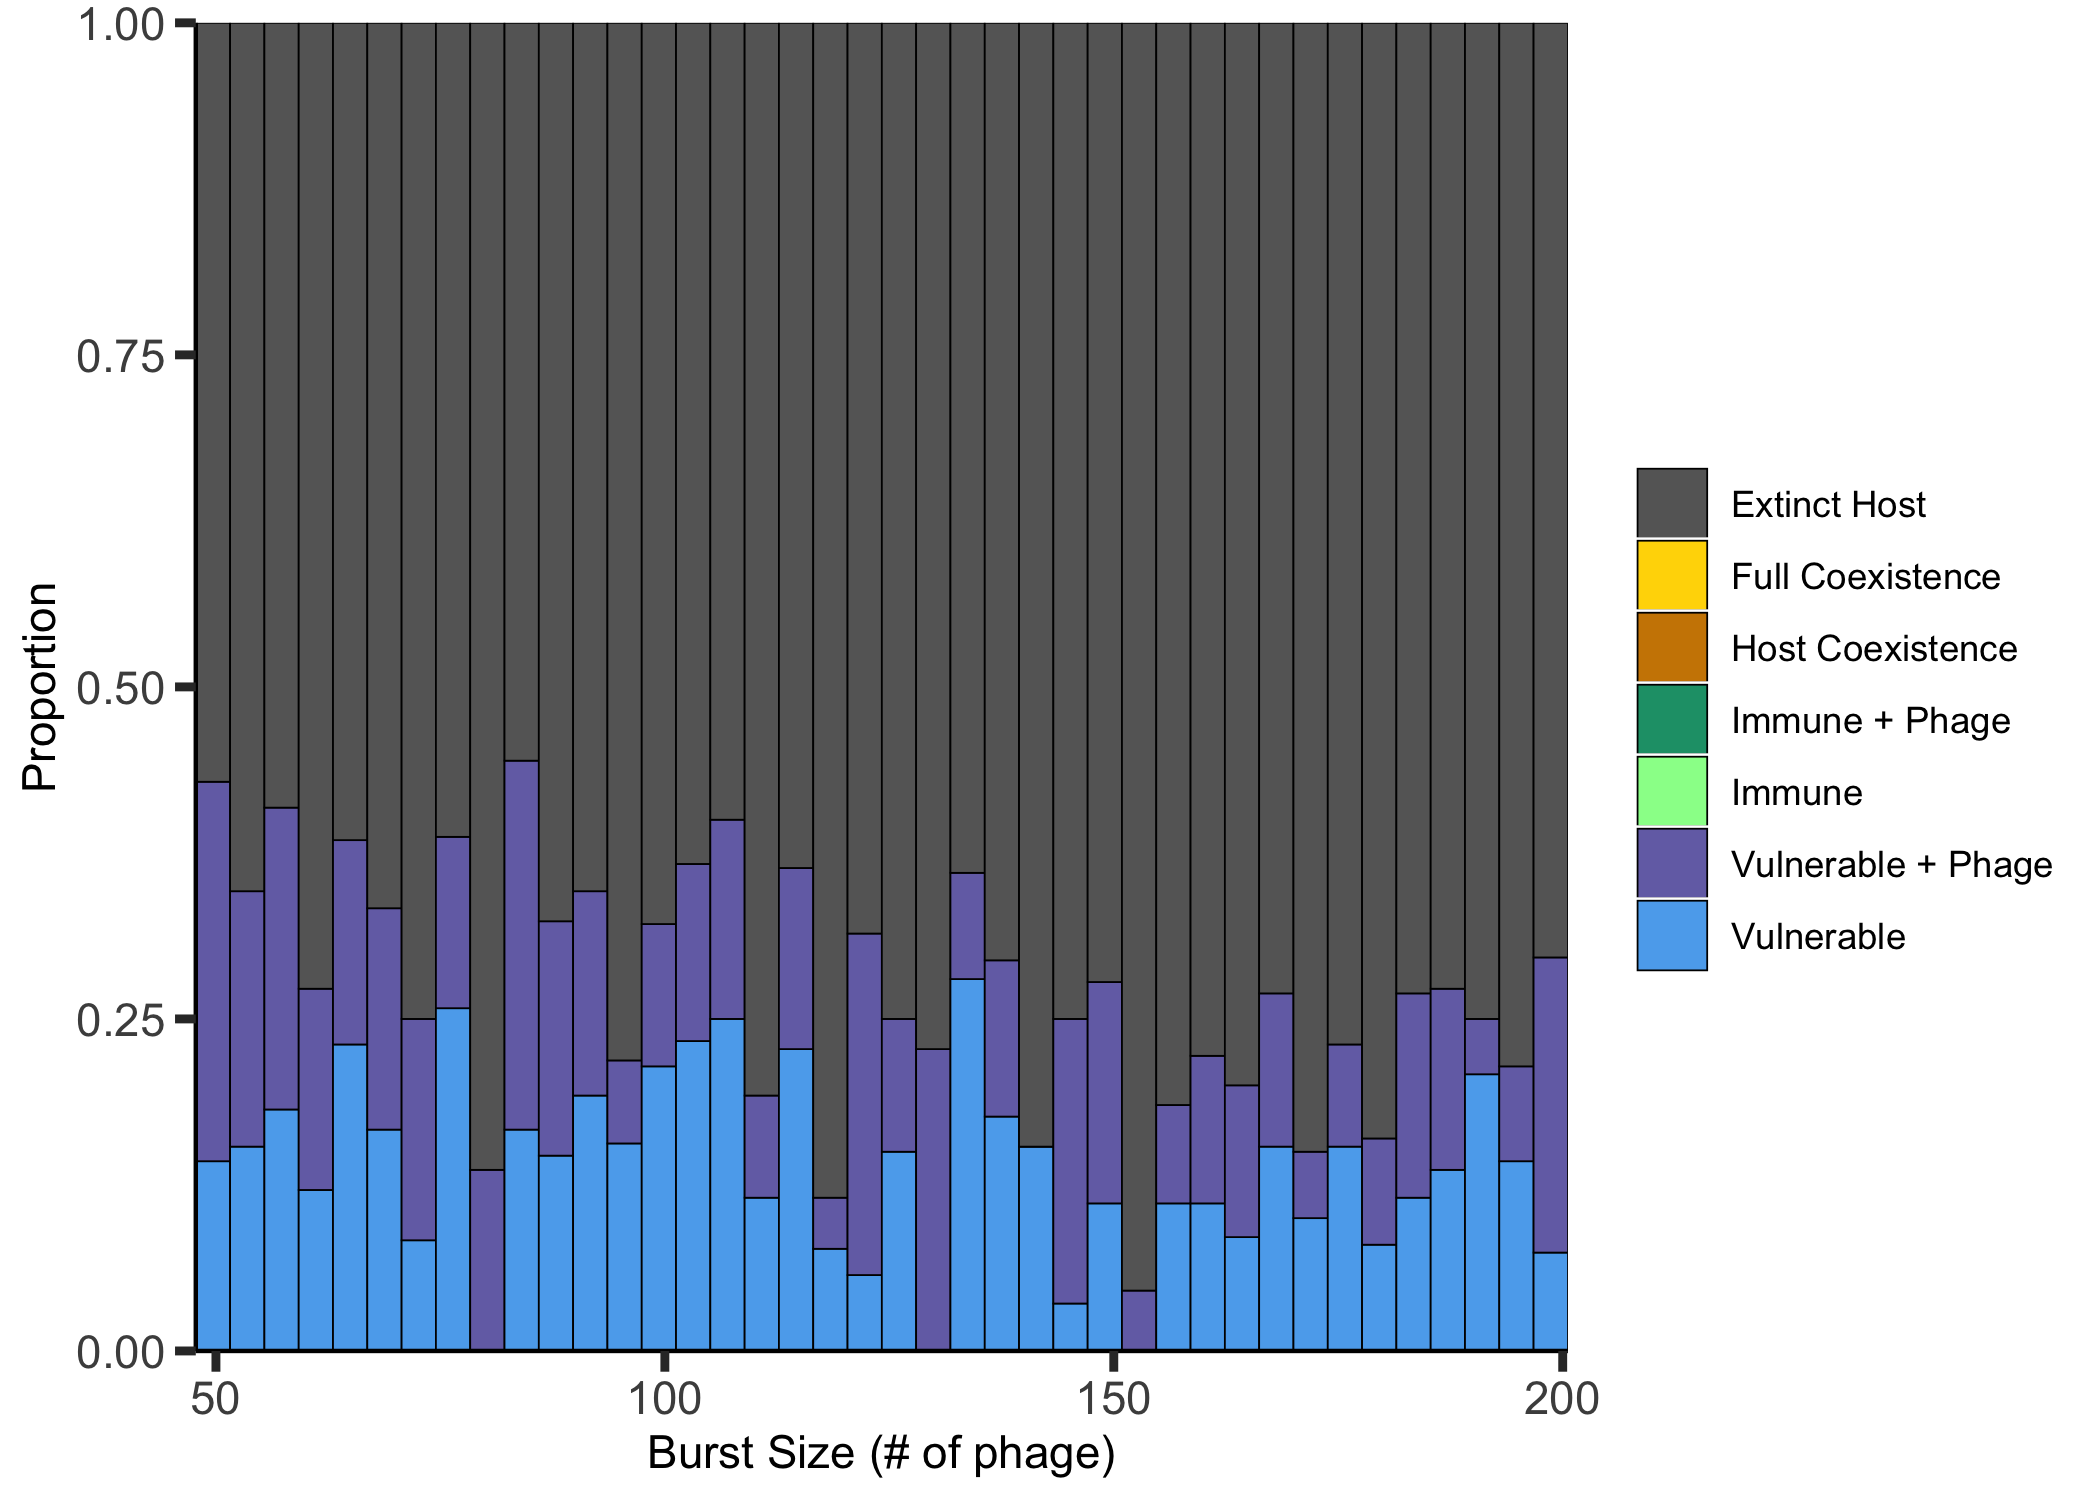 1.00
0.75
0.50
0.25
0.00
Proportion
50 100 150 200
Burst Size (# of phage)
Extinct Host
Full Coexistence
Host Coexistence
Immune + Phage
Immune
Vulnerable + Phage
Vulnerable